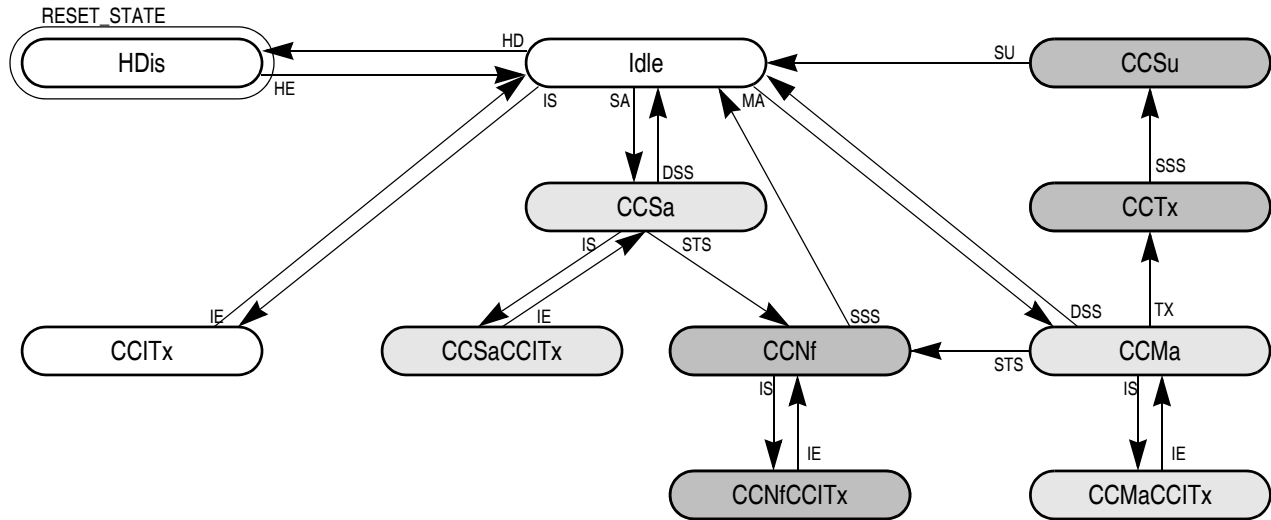 RESET_STATE
HDis
HD
HE
Idle
SU
CCSu
IS
SA
MA
DSS
SSS
CCSa
CCTx
IS
STS
IE
IE
SSS
DSS
TX
CCITx
CCSaCCITx
CCNf
STS
CCMa
IS
IS
IE
IE
CCNfCCITx
CCMaCCITx